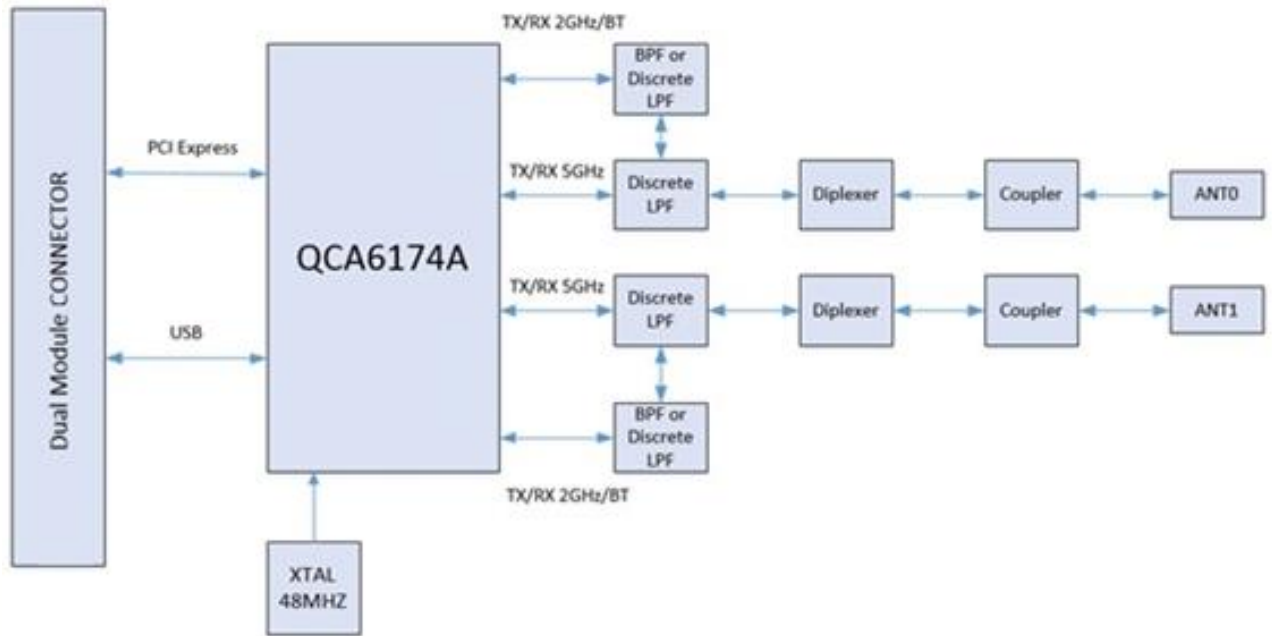 TX/RX 2GHz/BT
BPF or
Discrete
LPF
PCI Express
TX/RX 5GHz
Discrete
LPF
Diplexer
Coupler
ANT0
Dual Module CONNECTOR
QCA6174A
TX/RX 5GHz
Discrete
LPF
Diplexer
Coupler
ANT1
USB
BPF or
Discrete
LPF
TX/RX 2GHz/BT
XTAL
48MHZ